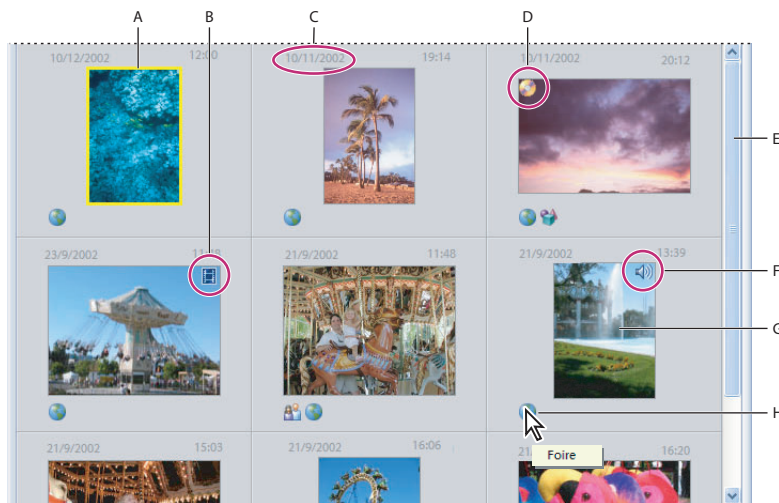 A B C D
10/12/2002 12:00 10/11/2002 19:14 10/11/2002 20:12
E
23/9/2002 11:48 21/9/2002 11:48 21/9/2002 13:39
F
G
H
Foire
21/9/2002 15:03 21/9/2002 16:06 16:20